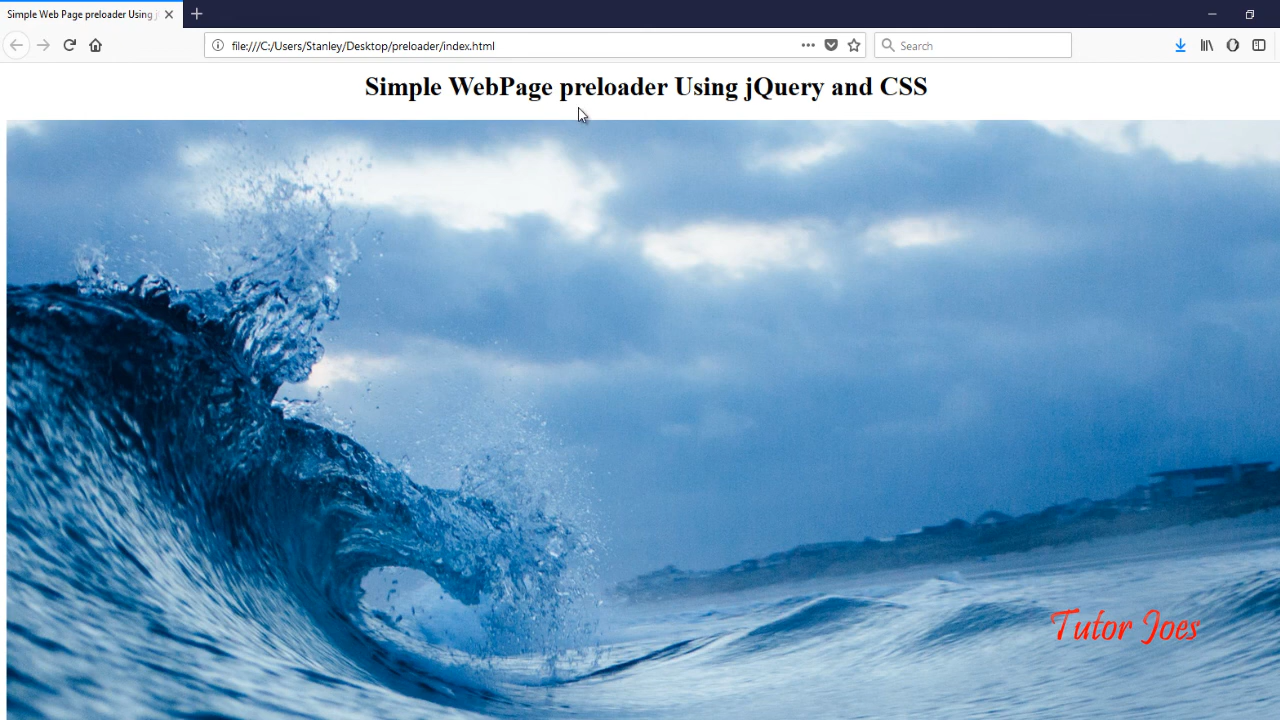 Simple Web Page preloader Using j
file:///C:/Users/Stanley/Desktop/preloader/index.html
Search
Simple WebPage preloader Using jQuery and CSS
Tutor Joes